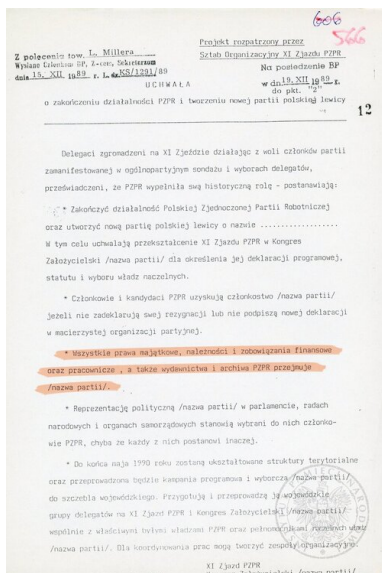 606
566
Projekt rozpatrzony przez
Sztab Organizacyjny XI Zjazdu PZPR
Z polecenia tow. L. Millera
Wysłano Członkom BP, Z-com, Sekretarzom
dnia 15. XII 1989 r. L. dz. KS/1291/89
Na posiedzenie BP
w dn. 19. XII 1989 r.
do pkt. "2"
UCHWAŁA
o zakończeniu działalności PZPR i tworzeniu nowej partii polskiej lewicy
12
Delegaci zgromadzeni na XI Zjeździe działając z woli członków partii
zamanifestowanej w ogólnopartyjnym sondażu i wyborach delegatów,
przeświadczeni, że PZPR wypełniła swą historyczną rolę - postanawiają:
* Zakończyć działalność Polskiej Zjednoczonej Partii Robotniczej
oraz utworzyć nową partię polskiej lewicy o nazwie ..................
W tym celu uchwalają przekształcenie XI Zjazdu PZPR w Kongres
Założycielski /nazwa partii/ dla określenia jej deklaracji programowej,
statutu i wyboru władz naczelnych.
* Członkowie i kandydaci PZPR uzyskują członkostwo /nazwa partii/
jeżeli nie zadeklarują swej rezygnacji lub nie podpiszą nowej deklaracji
w macierzystej organizacji partyjnej.
* Wszystkie prawa majątkowe, należności i zobowiązania finansowe
oraz pracownicze , a także wydawnictwa i archiwa PZPR przejmuje
/nazwa partii/.
* Reprezentację polityczną /nazwa partii/ w parlamencie, radach
narodowych i organach samorządowych stanowią wybrani do nich członko-
wie PZPR, chyba że każdy z nich postanowi inaczej.
* Do końca maja 1990 roku zostaną ukształtowane struktury terytorialne
oraz przeprowadzona będzie kampania programowa i wyborcza /nazwa partii/
do szczebla wojewódzkiego. Przygotują i przeprowadzą ją wojewódzkie
grupy delegatów na XI Zjazd PZPR i Kongres Założycielski /nazwa partii/
wspólnie z właściwymi byłymi władzami PZPR oraz pełnomocnikami naczelnych władz
/nazwa partii/. Dla koordynowania prac mogą tworzyć zespoły organizacyjne.
XI Zjazd PZPR